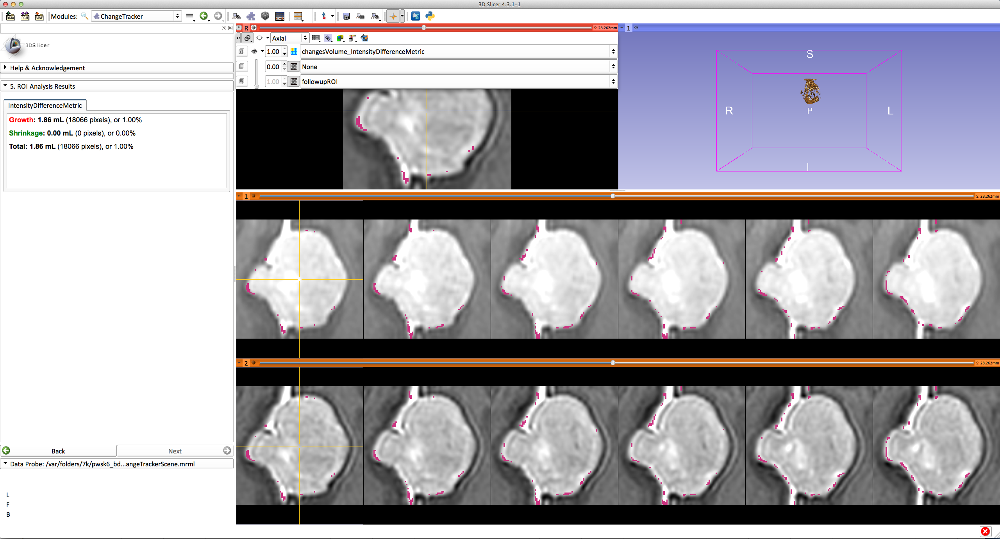 3D Slicer 4.3.1-1
DATA DCM SAVE Modules: ChangeTracker
3DSlicer
Help & Acknowledgement
5. ROI Analysis Results
IntensityDifferenceMetric
Growth: 1.86 mL (18066 pixels), or 1.00%
Shrinkage: 0.00 mL (0 pixels), or 0.00%
Total: 1.86 mL (18066 pixels), or 1.00%
Back Next
Data Probe: /var/folders/7k/pwsk6_bd...angeTrackerScene.mrml
L
F
B
R S: 28.262mm
Axial
L 1.00 changesVolume_IntensityDifferenceMetric
F 0.00 None
B 1.00 followupROI
1
S
R P L
I
1 S: 28.262mm
2 S: 28.262mm